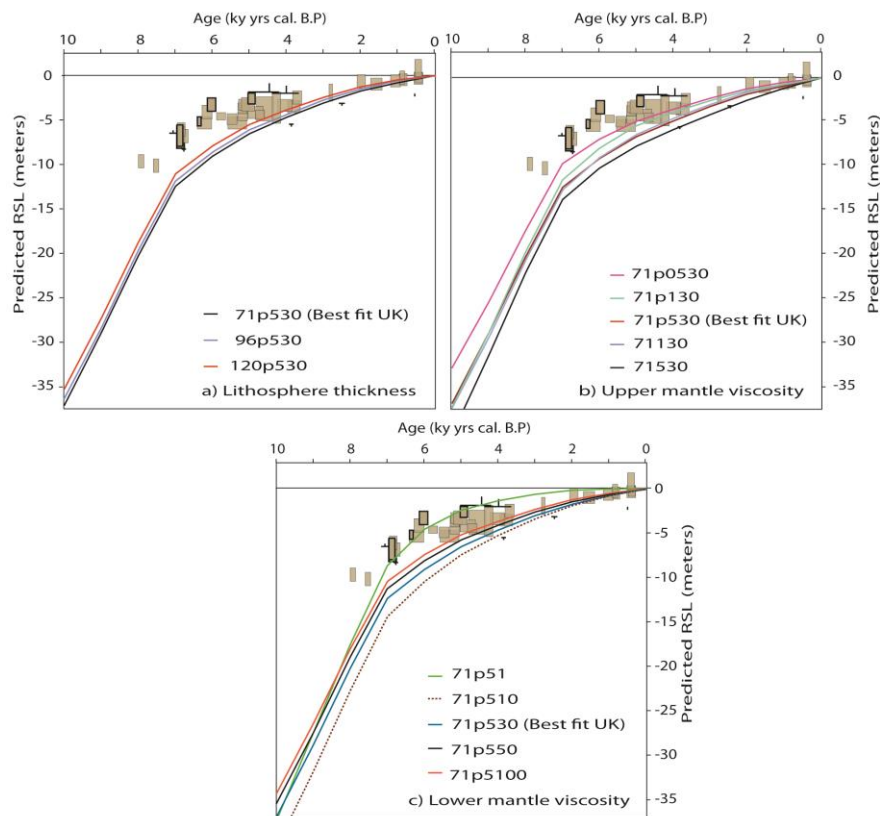 Age (ky yrs cal. B.P)
10 8 6 4 2 0
0
-5
-10
-15
-20
-25
-30
-35
Predicted RSL (meters)
71p530 (Best fit UK)
96p530
120p530
a) Lithosphere thickness
Age (ky yrs cal. B.P)
10 8 6 4 2 0
0
-5
-10
-15
-20
-25
-30
-35
Predicted RSL (meters)
71p0530
71p130
71p530 (Best fit UK)
71130
71530
b) Upper mantle viscosity
Age (ky yrs cal. B.P)
10 8 6 4 2 0
0
-5
-10
-15
-20
-25
-30
-35
Predicted RSL (meters)
71p51
71p510
71p530 (Best fit UK)
71p550
71p5100
c) Lower mantle viscosity